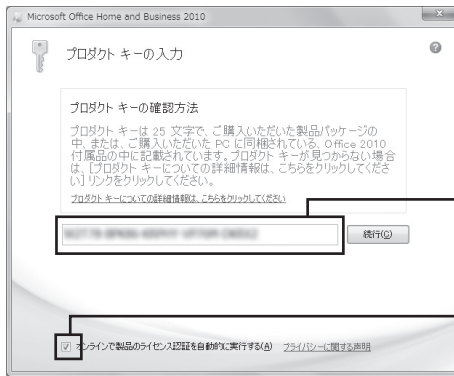 Microsoft Office Home and Business 2010
プロダクト キーの入力
プロダクト キーの確認方法
プロダクト キーは 25 文字で、ご購入いただいた製品パッケージの
中、または、ご購入いただいた PC に同梱されている、Office 2010
付属品の中に記載されています。プロダクト キーが見つからない場合
は、[プロダクト キーについての詳細情報は、こちらをクリックしてくださ
い] リンクをクリックしてください。
プロダクト キーについての詳細情報は、こちらをクリックしてください
続行(C)
オンラインで製品のライセンス認証を自動的に実行する(A) プライバシーに関する声明